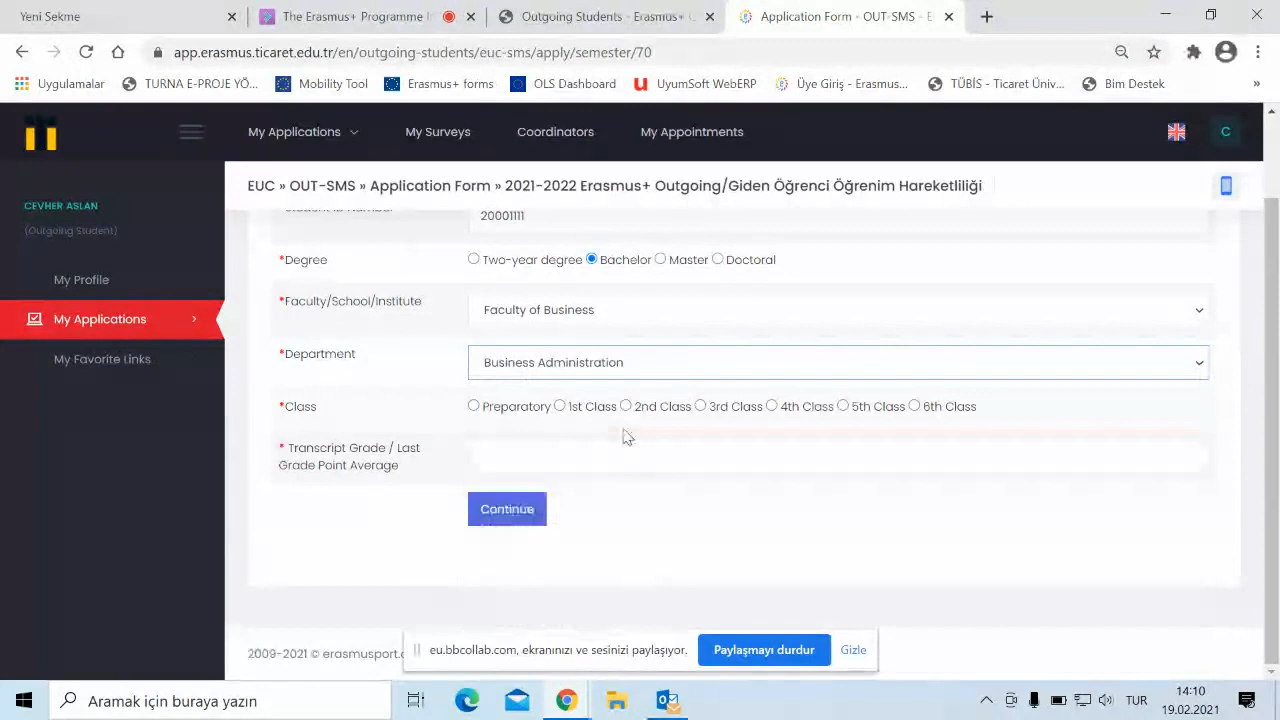 Yeni Sekme
The Erasmus+ Programme
Outgoing Students - Erasmus+
Application Form - OUT-SMS -
app.erasmus.ticaret.edu.tr/en/outgoing-students/euc-sms/apply/semester/70
Uygulamalar
TURNA E-PROJE YÖ...
Mobility Tool
Erasmus+ forms
OLS Dashboard
UyumSoft WebERP
Üye Giriş - Erasmus...
TÜBİS - Ticaret Üniv...
Bim Destek
»
My Applications
My Surveys
Coordinators
My Appointments
C
EUC » OUT-SMS » Application Form » 2021-2022 Erasmus+ Outgoing/Giden Öğrenci Öğrenim Hareketliliği
CEVHER ASLAN
(Outgoing Student)
My Profile
My Applications
My Favorite Links
20001111
*Degree
Two-year degree Bachelor Master Doctoral
*Faculty/School/Institute
Faculty of Business
*Department
Business Administration
*Class
Preparatory 1st Class 2nd Class 3rd Class 4th Class 5th Class 6th Class
* Transcript Grade / Last
Grade Point Average
Continue
2009-2021 © erasmusport.c
eu.bbcollab.com, ekranınızı ve sesinizi paylaşıyor.
Paylaşmayı durdur
Gizle
Aramak için buraya yazın
TUR
14:10
19.02.2021